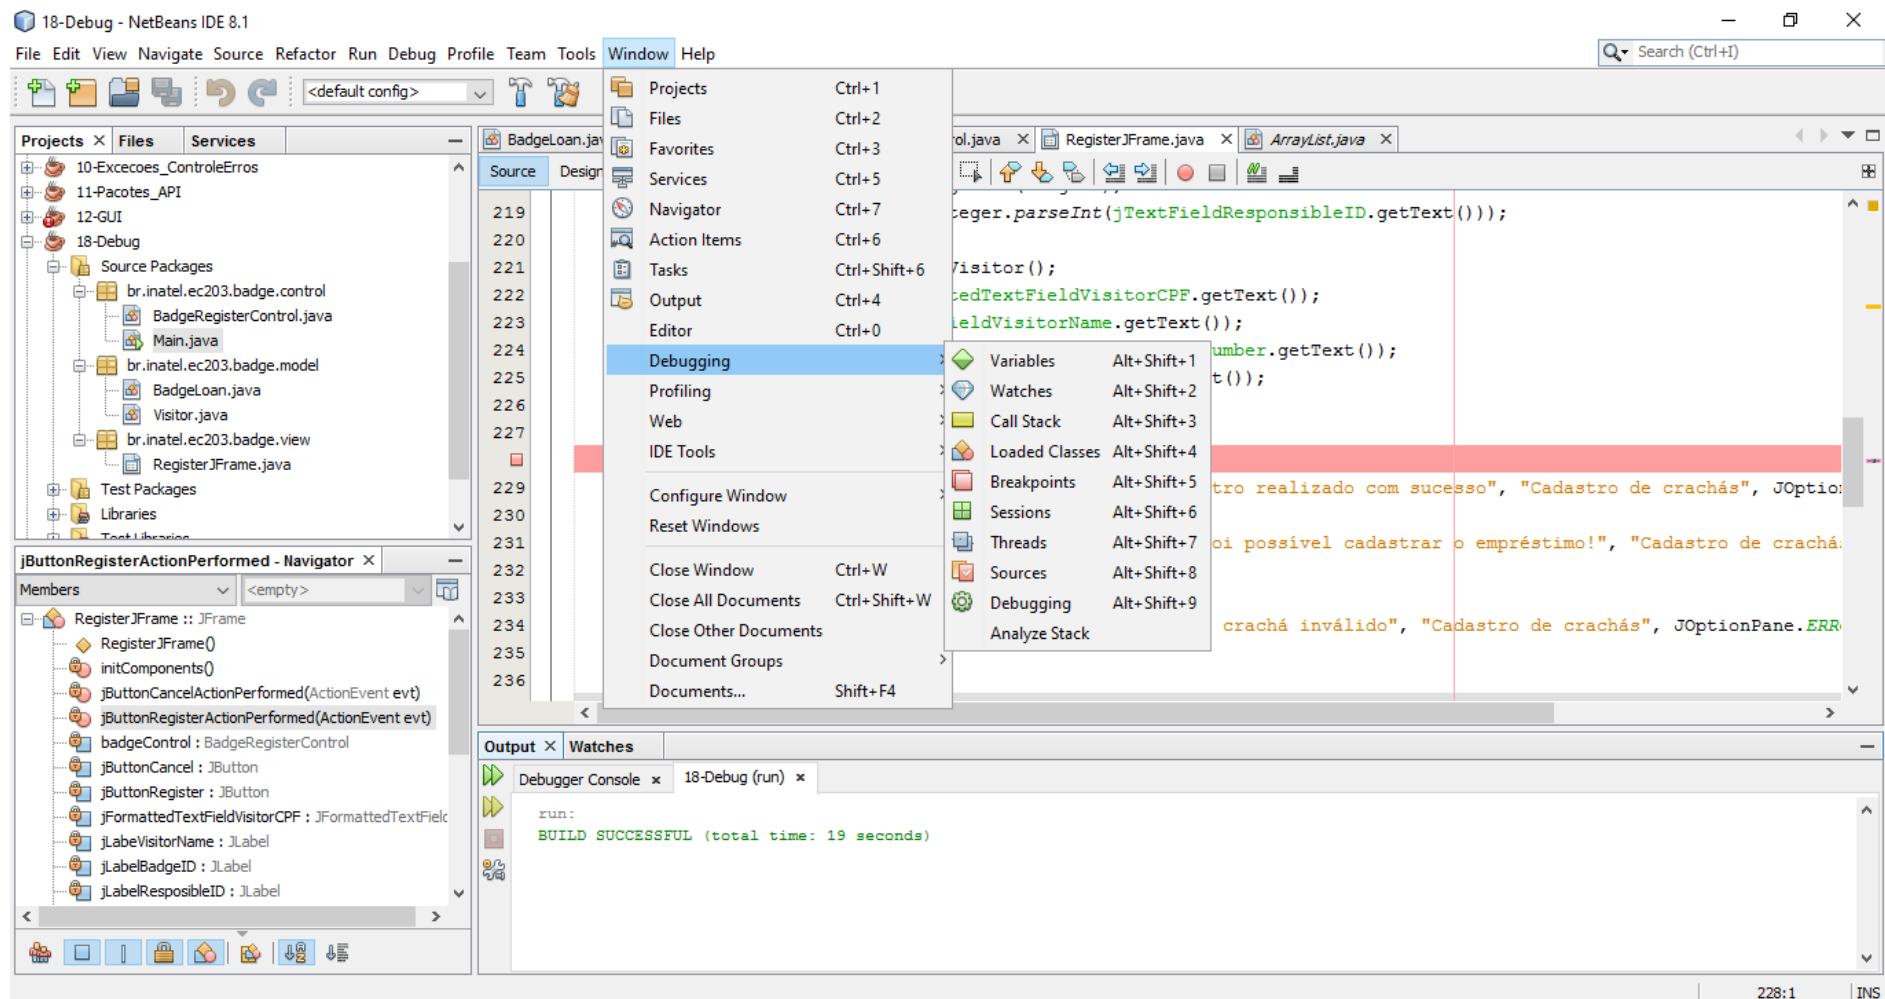 18-Debug - NetBeans IDE 8.1
File Edit View Navigate Source Refactor Run Debug Profile Team Tools Window Help
Search (Ctrl+I)
<default config>
Projects Files Services
10-Excecoes_ControleErros
11-Pacotes_API
12-GUI
18-Debug
Source Packages
br.inatel.ec203.badge.control
BadgeRegisterControl.java
Main.java
br.inatel.ec203.badge.model
BadgeLoan.java
Visitor.java
br.inatel.ec203.badge.view
RegisterJFrame.java
Test Packages
Libraries
Test Libraries
jButtonRegisterActionPerformed - Navigator
Members <empty>
RegisterJFrame :: JFrame
RegisterJFrame()
initComponents()
jButtonCancelActionPerformed(ActionEvent evt)
jButtonRegisterActionPerformed(ActionEvent evt)
badgeControl : BadgeRegisterControl
jButtonCancel : JButton
jButtonRegister : JButton
jFormattedTextFieldVisitorCPF : JFormattedTextField
jLabeVisitorName : JLabel
jLabelBadgeID : JLabel
jLabelResposibleID : JLabel
Projects Ctrl+1
Files Ctrl+2
Favorites Ctrl+3
Services Ctrl+5
Navigator Ctrl+7
Action Items Ctrl+6
Tasks Ctrl+Shift+6
Output Ctrl+4
Editor Ctrl+0
Debugging
Profiling
Web
IDE Tools
Configure Window
Reset Windows
Close Window Ctrl+W
Close All Documents Ctrl+Shift+W
Close Other Documents
Document Groups
Documents... Shift+F4
Variables Alt+Shift+1
Watches Alt+Shift+2
Call Stack Alt+Shift+3
Loaded Classes Alt+Shift+4
Breakpoints Alt+Shift+5
Sessions Alt+Shift+6
Threads Alt+Shift+7
Sources Alt+Shift+8
Debugging Alt+Shift+9
Analyze Stack
BadgeLoan.jav rol.java RegisterJFrame.java ArrayList.java
Source Design
219 teger.parseInt(jTextFieldResponsibleID.getText()));
220
221 Visitor();
222 tedTextFieldVisitorCPF.getText());
223 ieldVisitorName.getText());
224 umber.getText());
225 t());
226
227
229 tro realizado com sucesso", "Cadastro de crachás", JOption
230
231 oi possível cadastrar o empréstimo!", "Cadastro de crachá
232
233
234 crachá inválido", "Cadastro de crachás", JOptionPane.ERR
235
236
Output Watches
Debugger Console 18-Debug (run)
run:
BUILD SUCCESSFUL (total time: 19 seconds)
228:1 INS